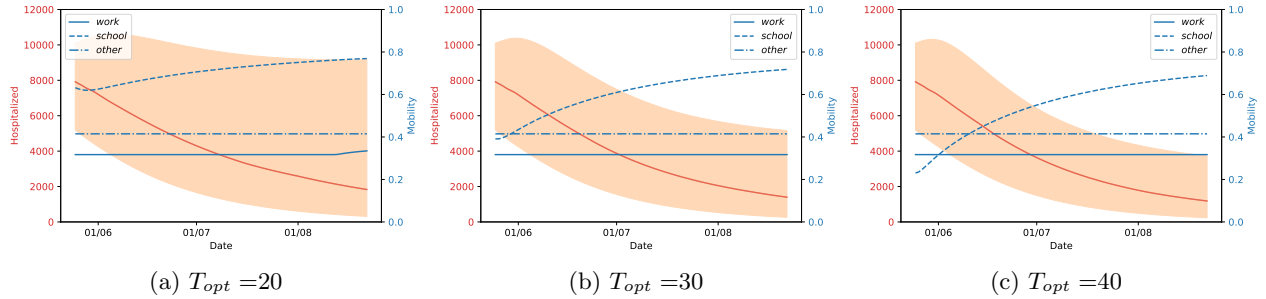 12000
10000
8000
6000
4000
2000
0
Hospitalized
work
school
other
1.0
0.8
0.6
0.4
0.2
0.0
Mobility
01/06
01/07
01/08
Date
(a) T_opt =20
12000
10000
8000
6000
4000
2000
0
Hospitalized
work
school
other
1.0
0.8
0.6
0.4
0.2
0.0
Mobility
01/06
01/07
01/08
Date
(b) T_opt =30
12000
10000
8000
6000
4000
2000
0
Hospitalized
work
school
other
1.0
0.8
0.6
0.4
0.2
0.0
Mobility
01/06
01/07
01/08
Date
(c) T_opt =40